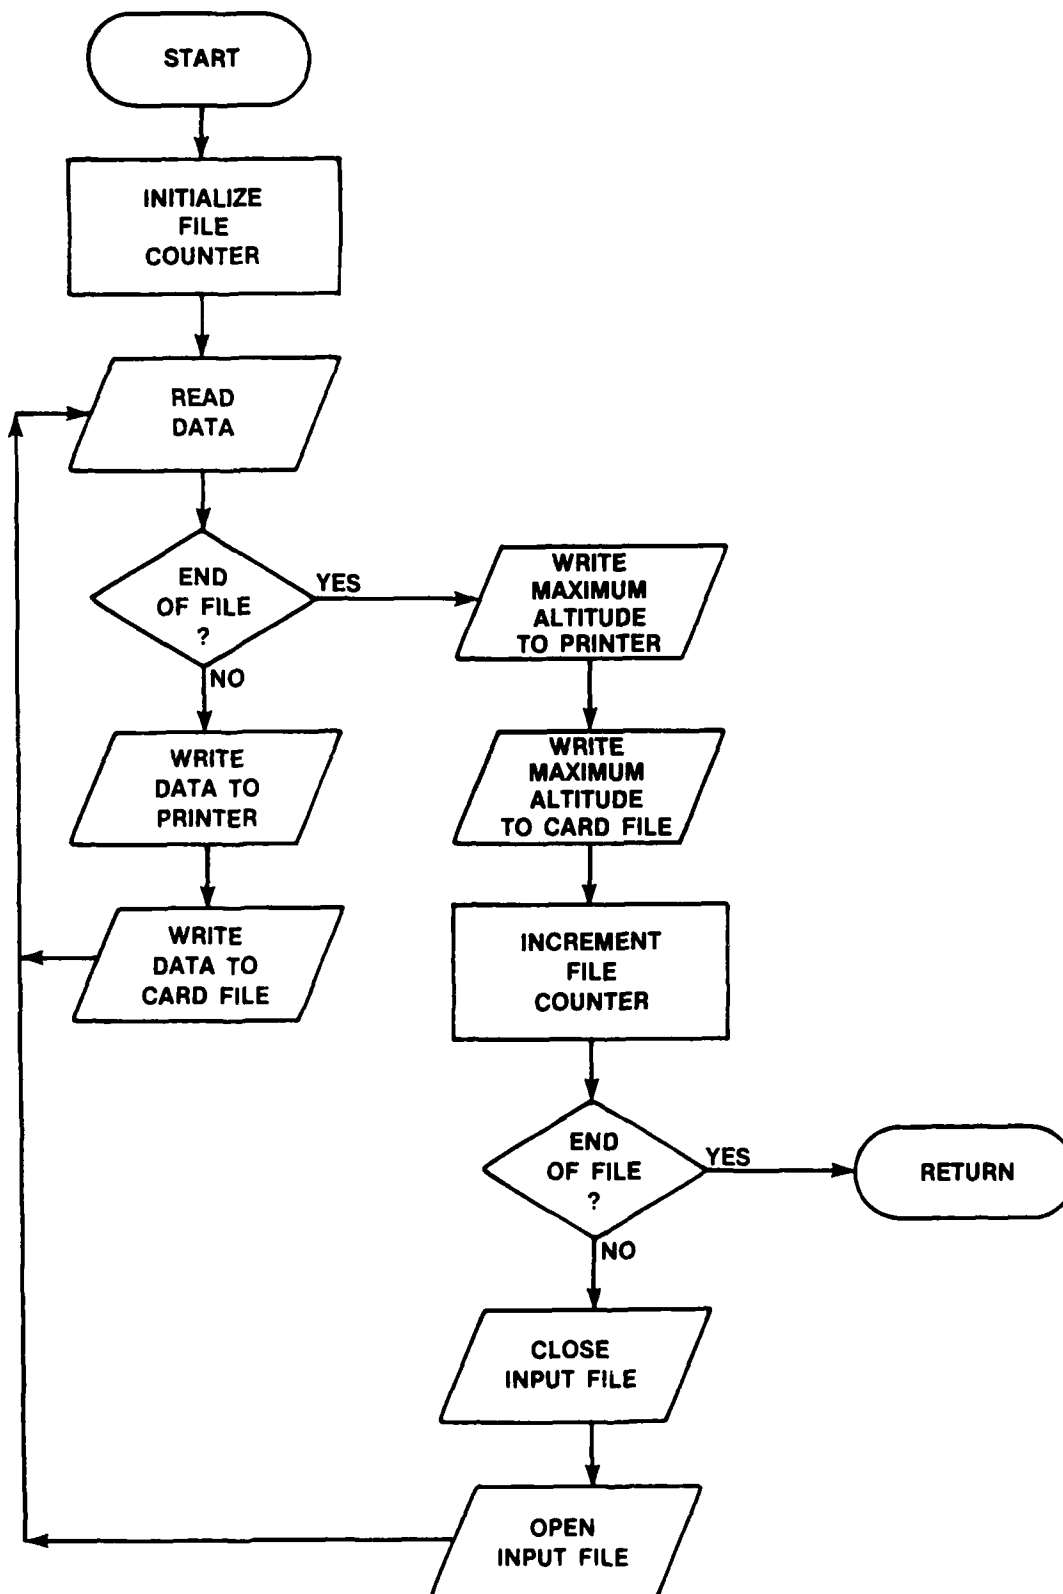 START
INITIALIZE
FILE
COUNTER
READ
DATA
END
OF FILE
?
YES
NO
WRITE
DATA TO
PRINTER
WRITE
DATA TO
CARD FILE
WRITE
MAXIMUM
ALTITUDE
TO PRINTER
WRITE
MAXIMUM
ALTITUDE
TO CARD FILE
INCREMENT
FILE
COUNTER
END
OF FILE
?
YES
NO
RETURN
CLOSE
INPUT FILE
OPEN
INPUT FILE